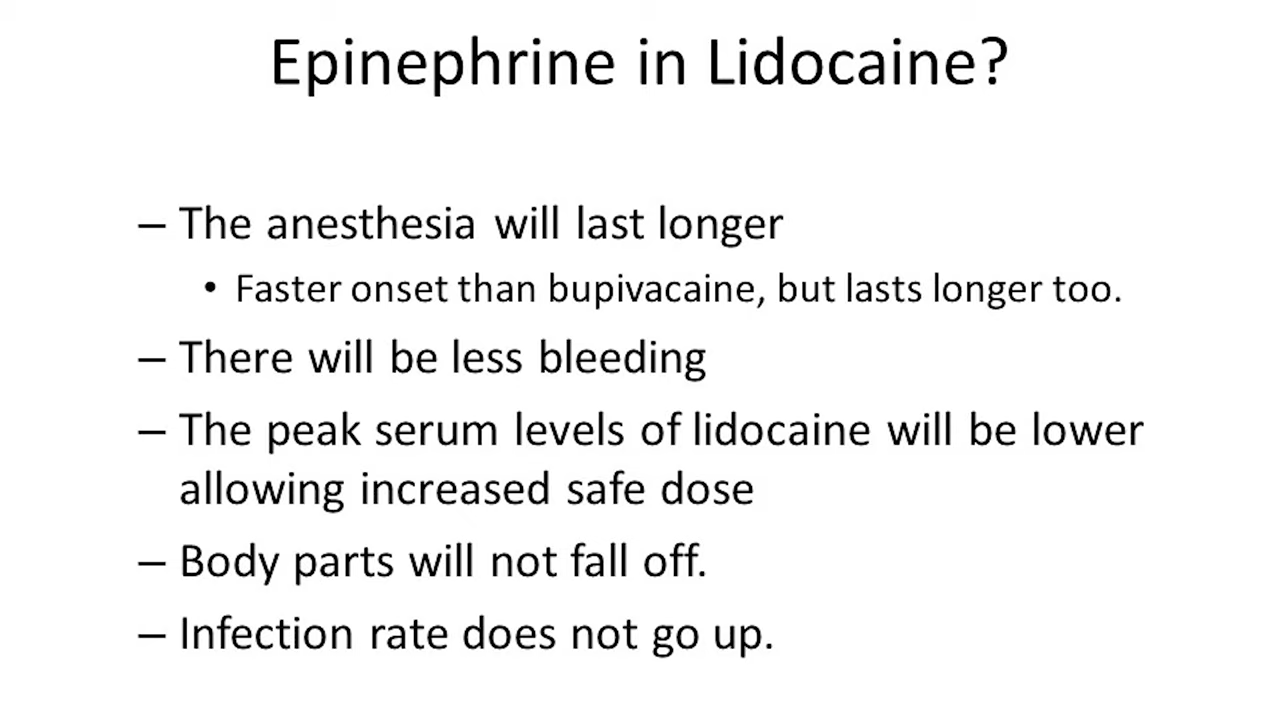 Epinephrine in Lidocaine?
– The anesthesia will last longer
• Faster onset than bupivacaine, but lasts longer too.
– There will be less bleeding
– The peak serum levels of lidocaine will be lower
allowing increased safe dose
– Body parts will not fall off.
– Infection rate does not go up.